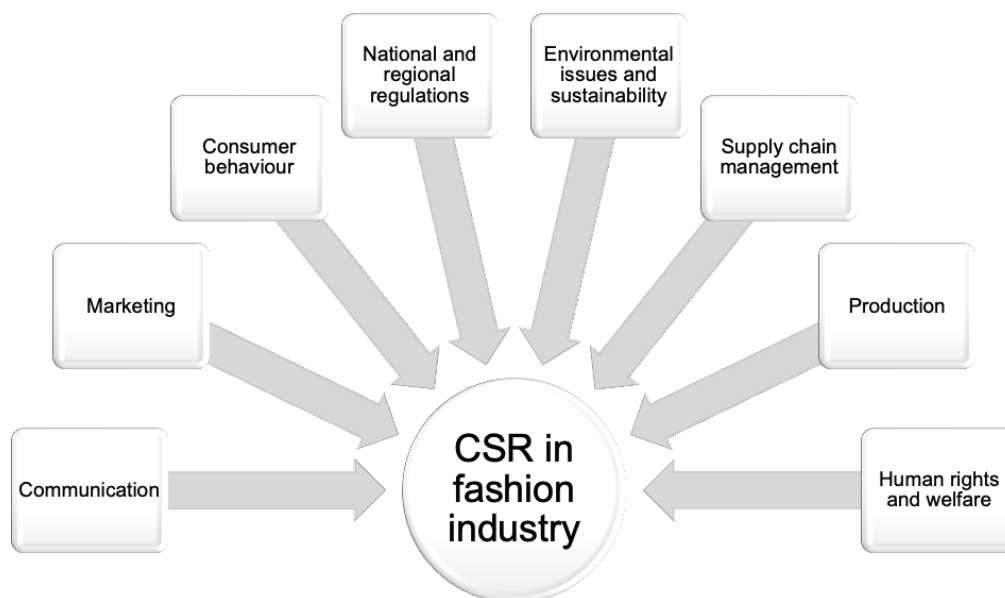 Communication
Marketing
Consumer
behaviour
National and
regional
regulations
Environmental
issues and
sustainability
Supply chain
management
Production
Human rights
and welfare
CSR in
fashion
industry